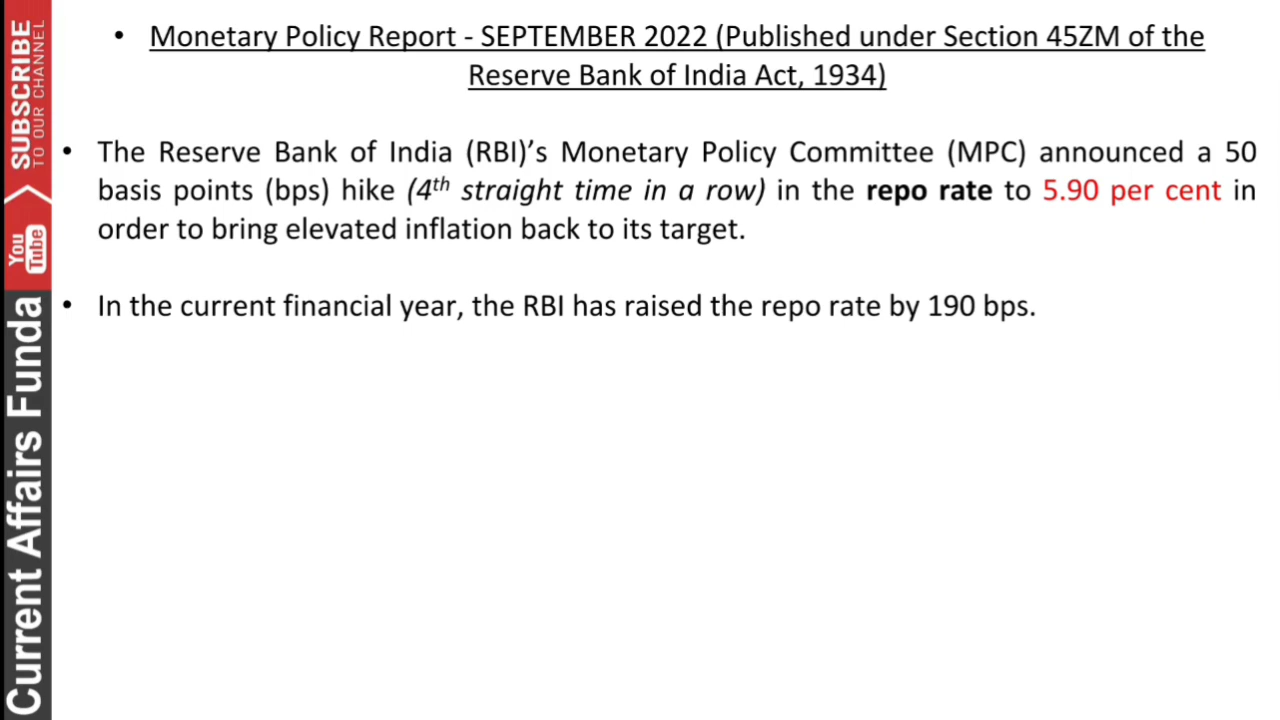 • Monetary Policy Report - SEPTEMBER 2022 (Published under Section 45ZM of the
Reserve Bank of India Act, 1934)
• The Reserve Bank of India (RBI)’s Monetary Policy Committee (MPC) announced a 50
basis points (bps) hike (4th straight time in a row) in the repo rate to 5.90 per cent in
order to bring elevated inflation back to its target.
• In the current financial year, the RBI has raised the repo rate by 190 bps.
SUBSCRIBE
TO OUR CHANNEL
You
Tube
Current Affairs Funda